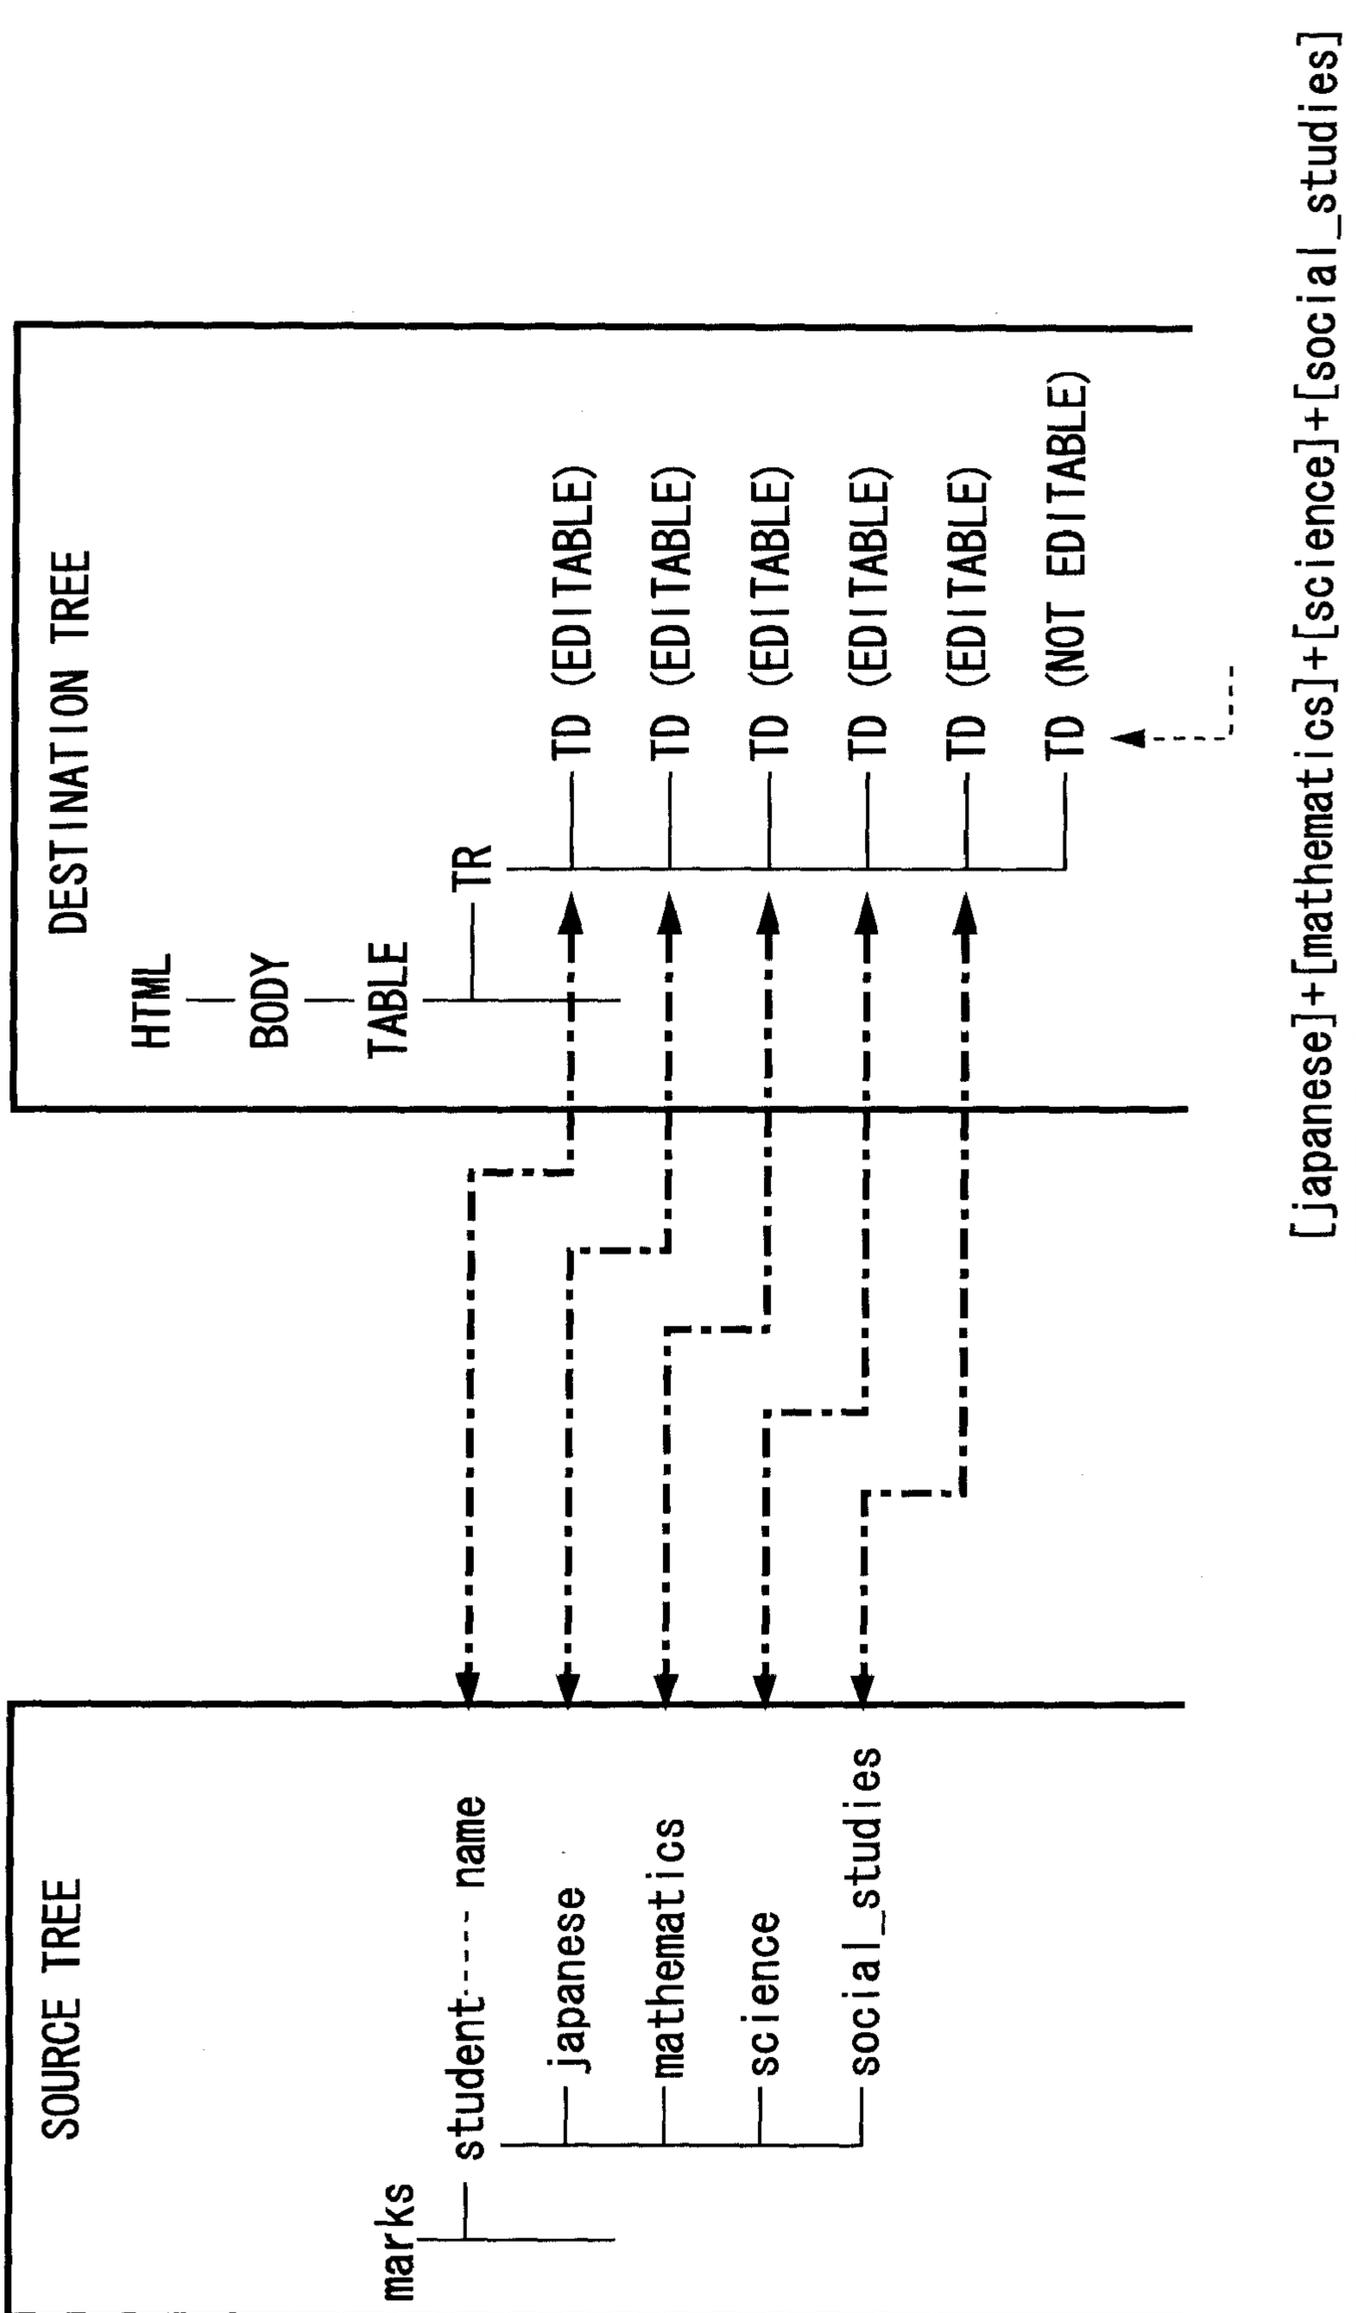 SOURCE TREE
marks
student name
japanese
mathematics
science
social_studies
DESTINATION TREE
HTML
BODY
TABLE
TR
TD (EDITABLE)
TD (EDITABLE)
TD (EDITABLE)
TD (EDITABLE)
TD (EDITABLE)
TD (NOT EDITABLE)
[japanese]+[mathematics]+[science]+[social_studies]